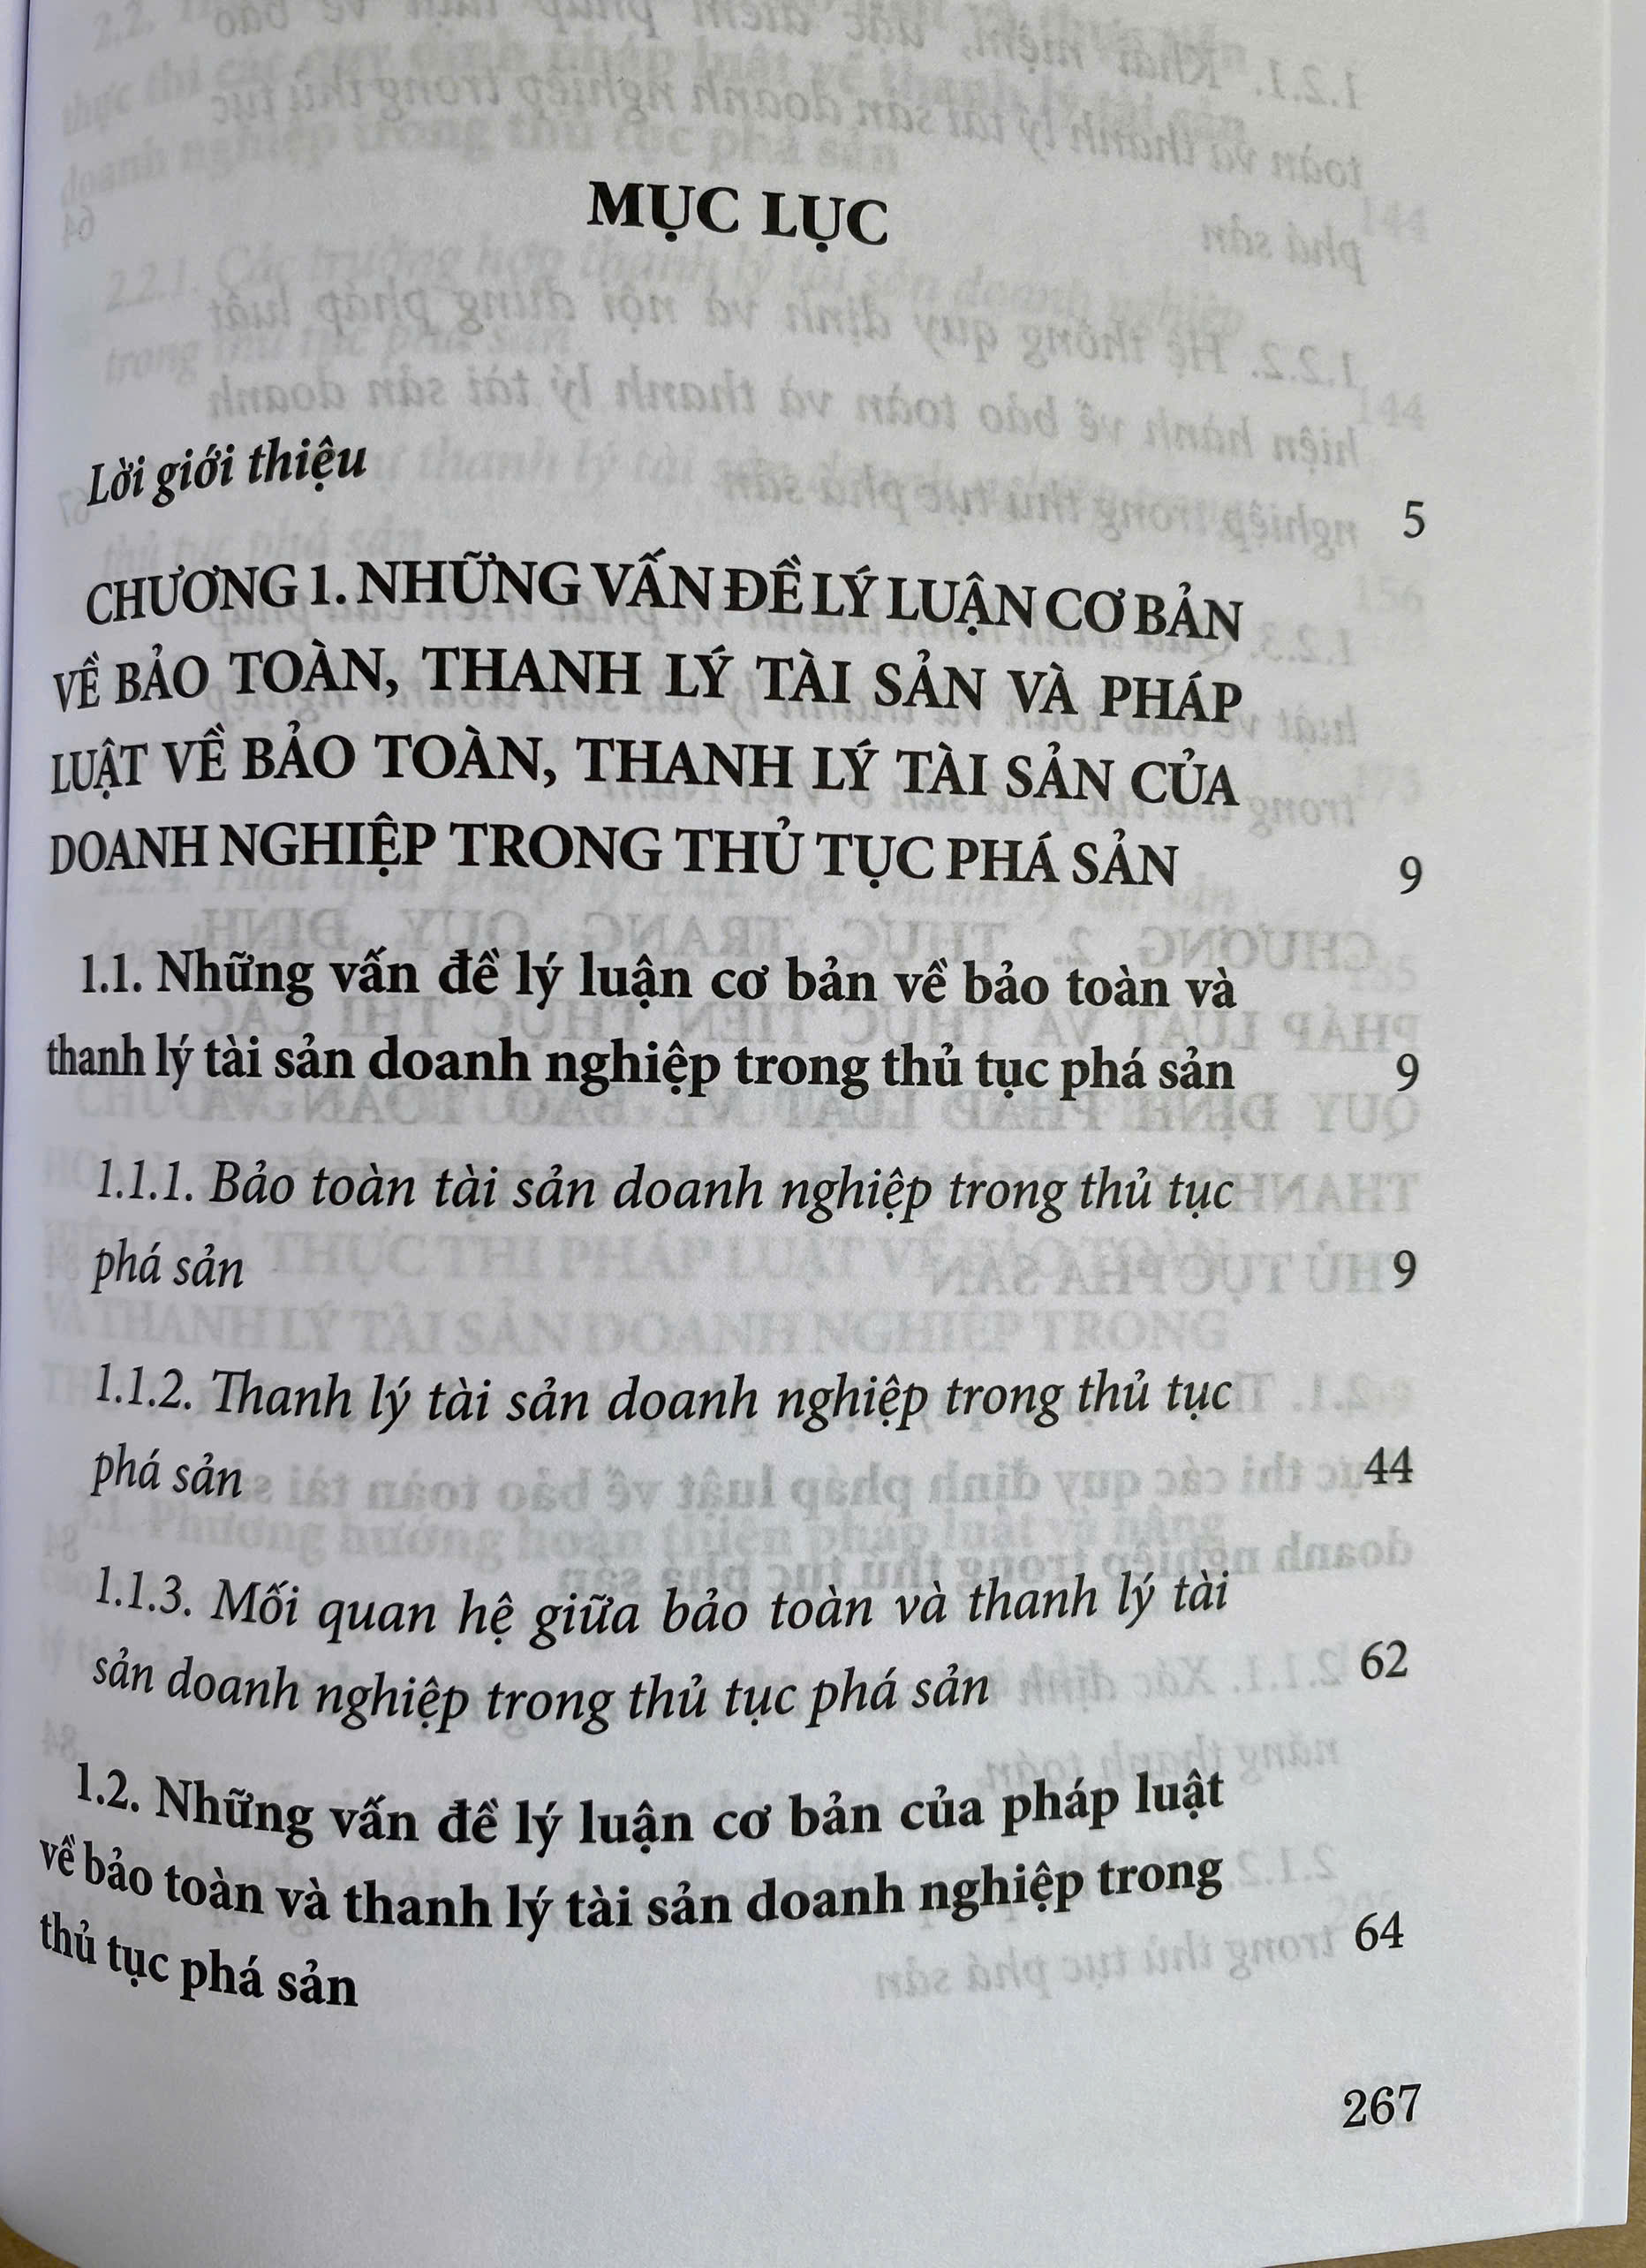 MỤC LỤC
Lời giới thiệu 5
CHƯƠNG 1. NHỮNG VẤN ĐỀ LÝ LUẬN CƠ BẢN
VỀ BẢO TOÀN, THANH LÝ TÀI SẢN VÀ PHÁP
LUẬT VỀ BẢO TOÀN, THANH LÝ TÀI SẢN CỦA
DOANH NGHIỆP TRONG THỦ TỤC PHÁ SẢN 9
1.1. Những vấn đề lý luận cơ bản về bảo toàn và
thanh lý tài sản doanh nghiệp trong thủ tục phá sản 9
1.1.1. Bảo toàn tài sản doanh nghiệp trong thủ tục
phá sản 9
1.1.2. Thanh lý tài sản doanh nghiệp trong thủ tục
phá sản 44
1.1.3. Mối quan hệ giữa bảo toàn và thanh lý tài
sản doanh nghiệp trong thủ tục phá sản 62
1.2. Những vấn đề lý luận cơ bản của pháp luật
về bảo toàn và thanh lý tài sản doanh nghiệp trong
thủ tục phá sản 64
267